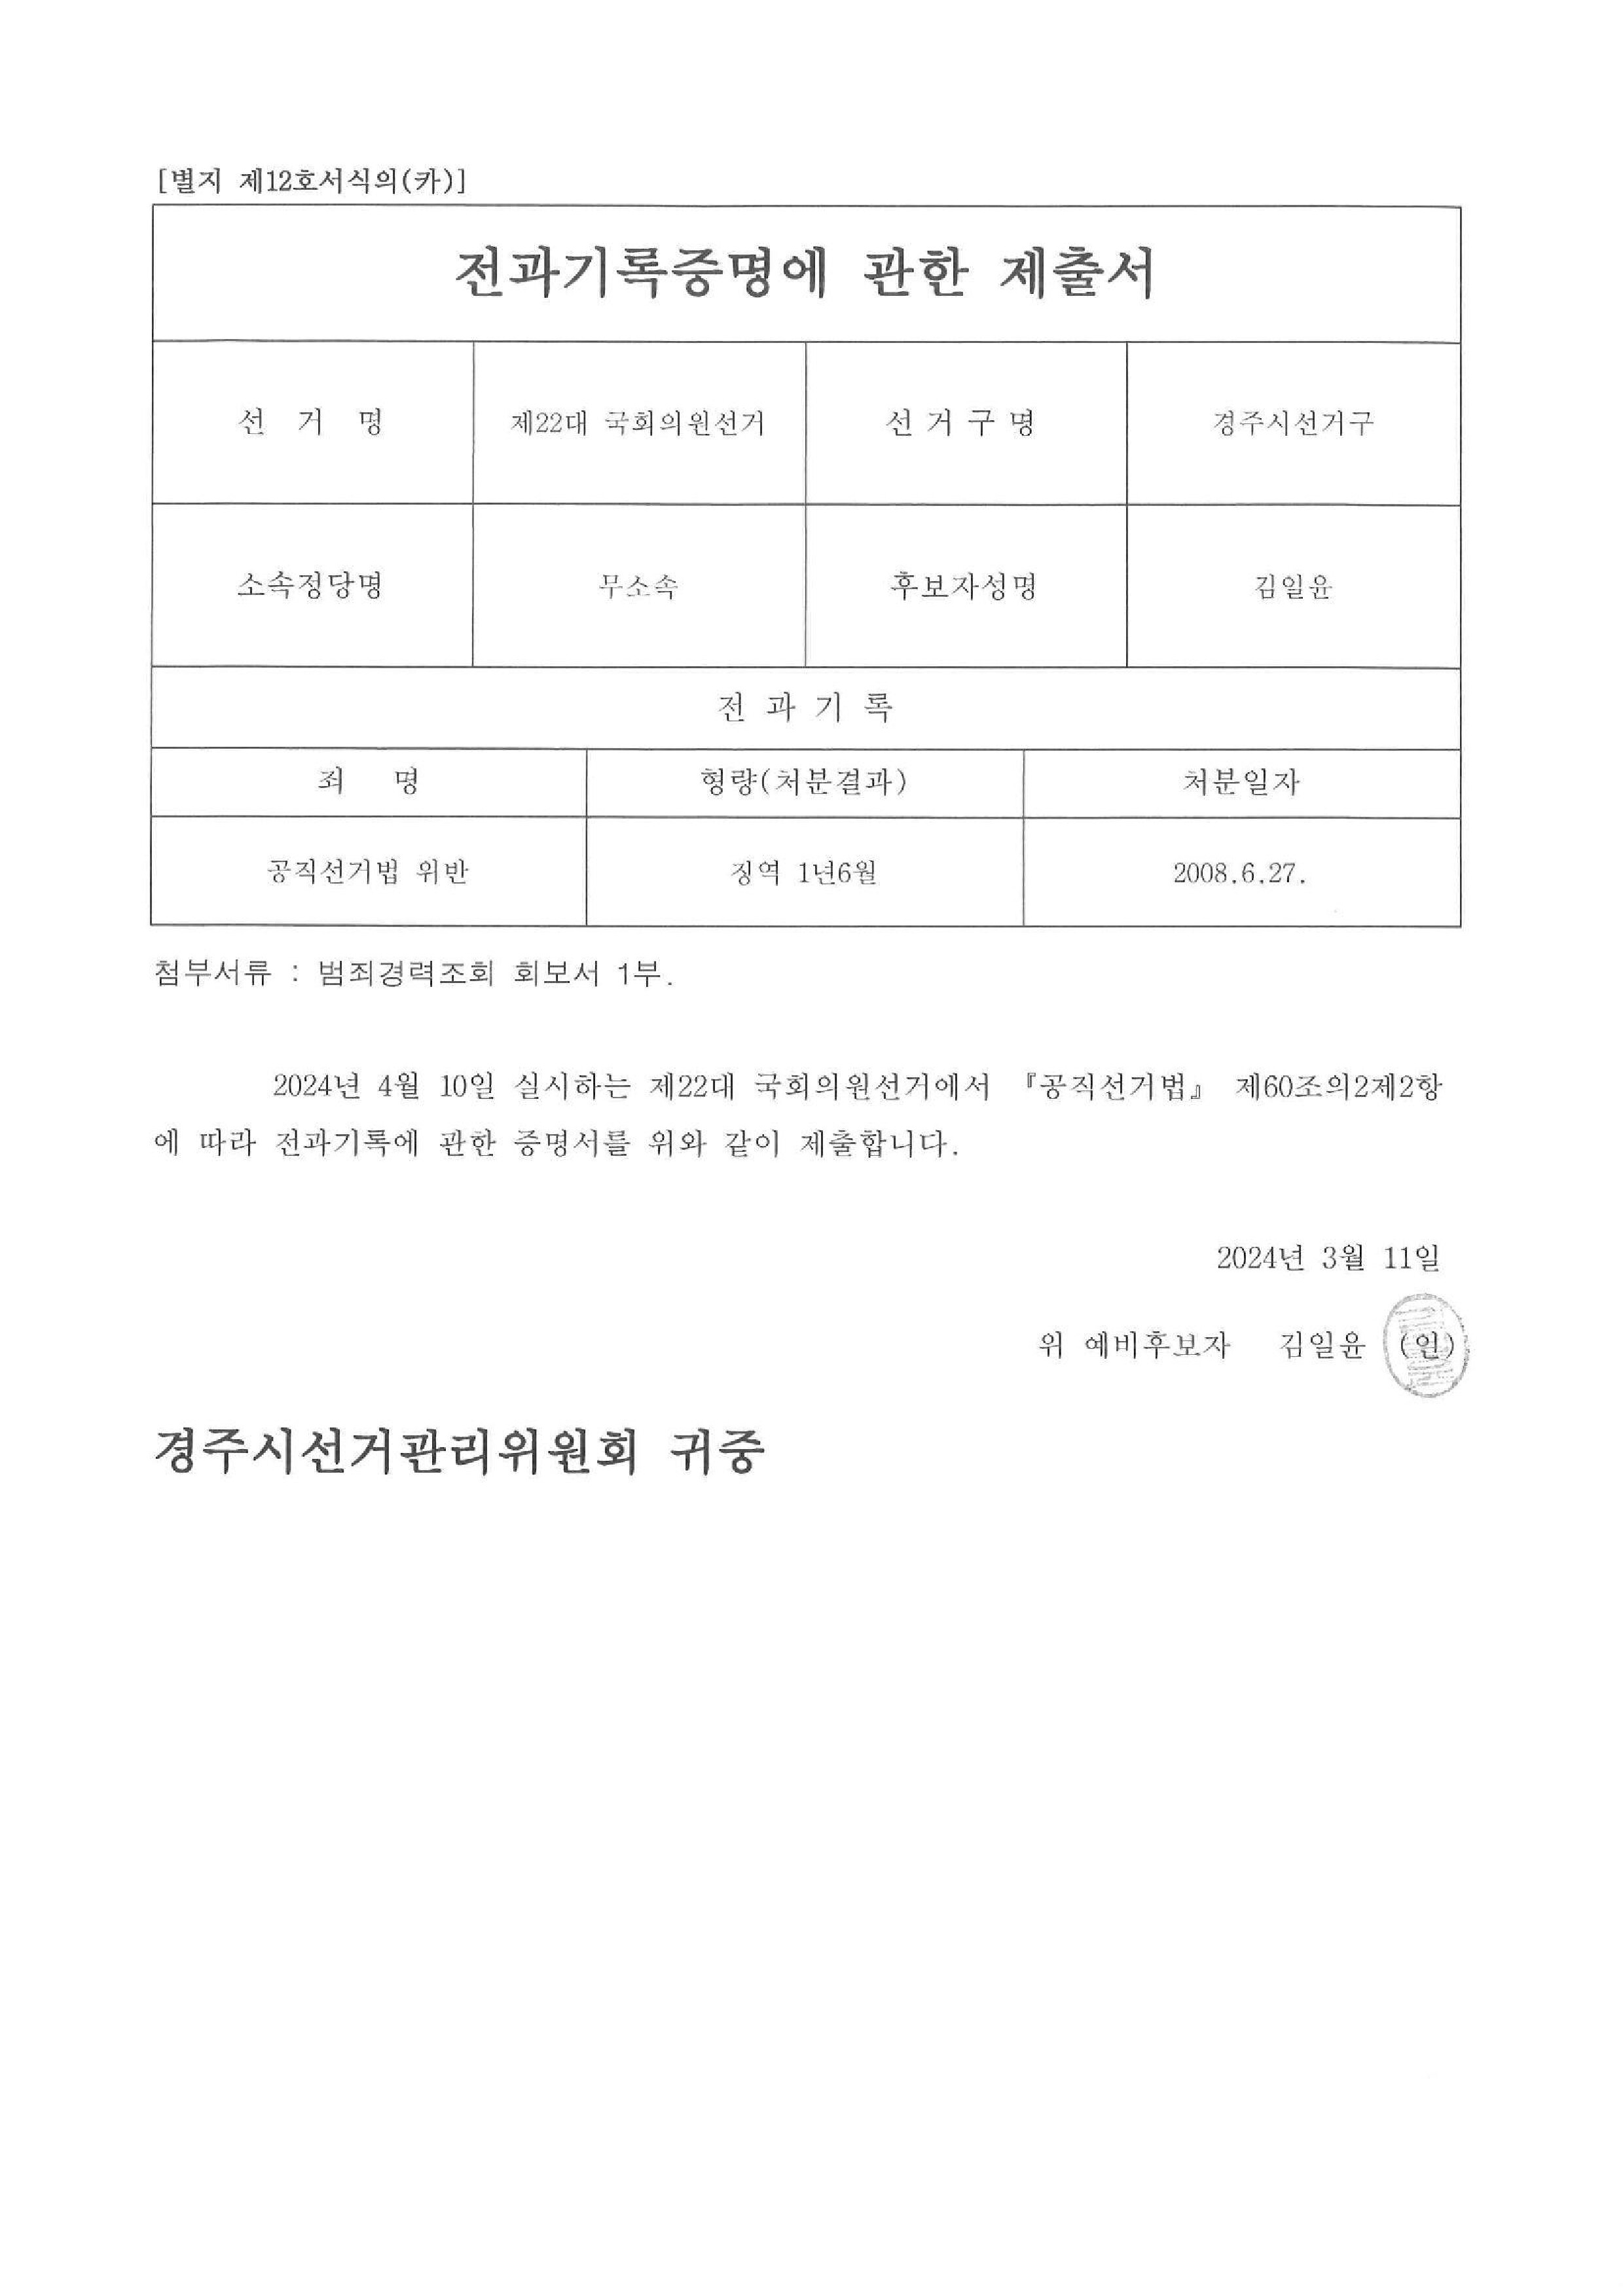 [별지 제12호서식의(카)]
전과기록증명에 관한 제출서
선 거 명 제22대 국회의원선거 선 거 구 명 경주시선거구
소속정당명 무소속 후보자성명 김일윤
전 과 기 록
죄 명 형량(처분결과) 처분일자
공직선거법 위반 징역 1년6월 2008.6.27.
첨부서류 : 범죄경력조회 회보서 1부.
2024년 4월 10일 실시하는 제22대 국회의원선거에서 『공직선거법』 제60조의2제2항
에 따라 전과기록에 관한 증명서를 위와 같이 제출합니다.
2024년 3월 11일
위 예비후보자 김일윤 (인)
경주시선거관리위원회 귀중